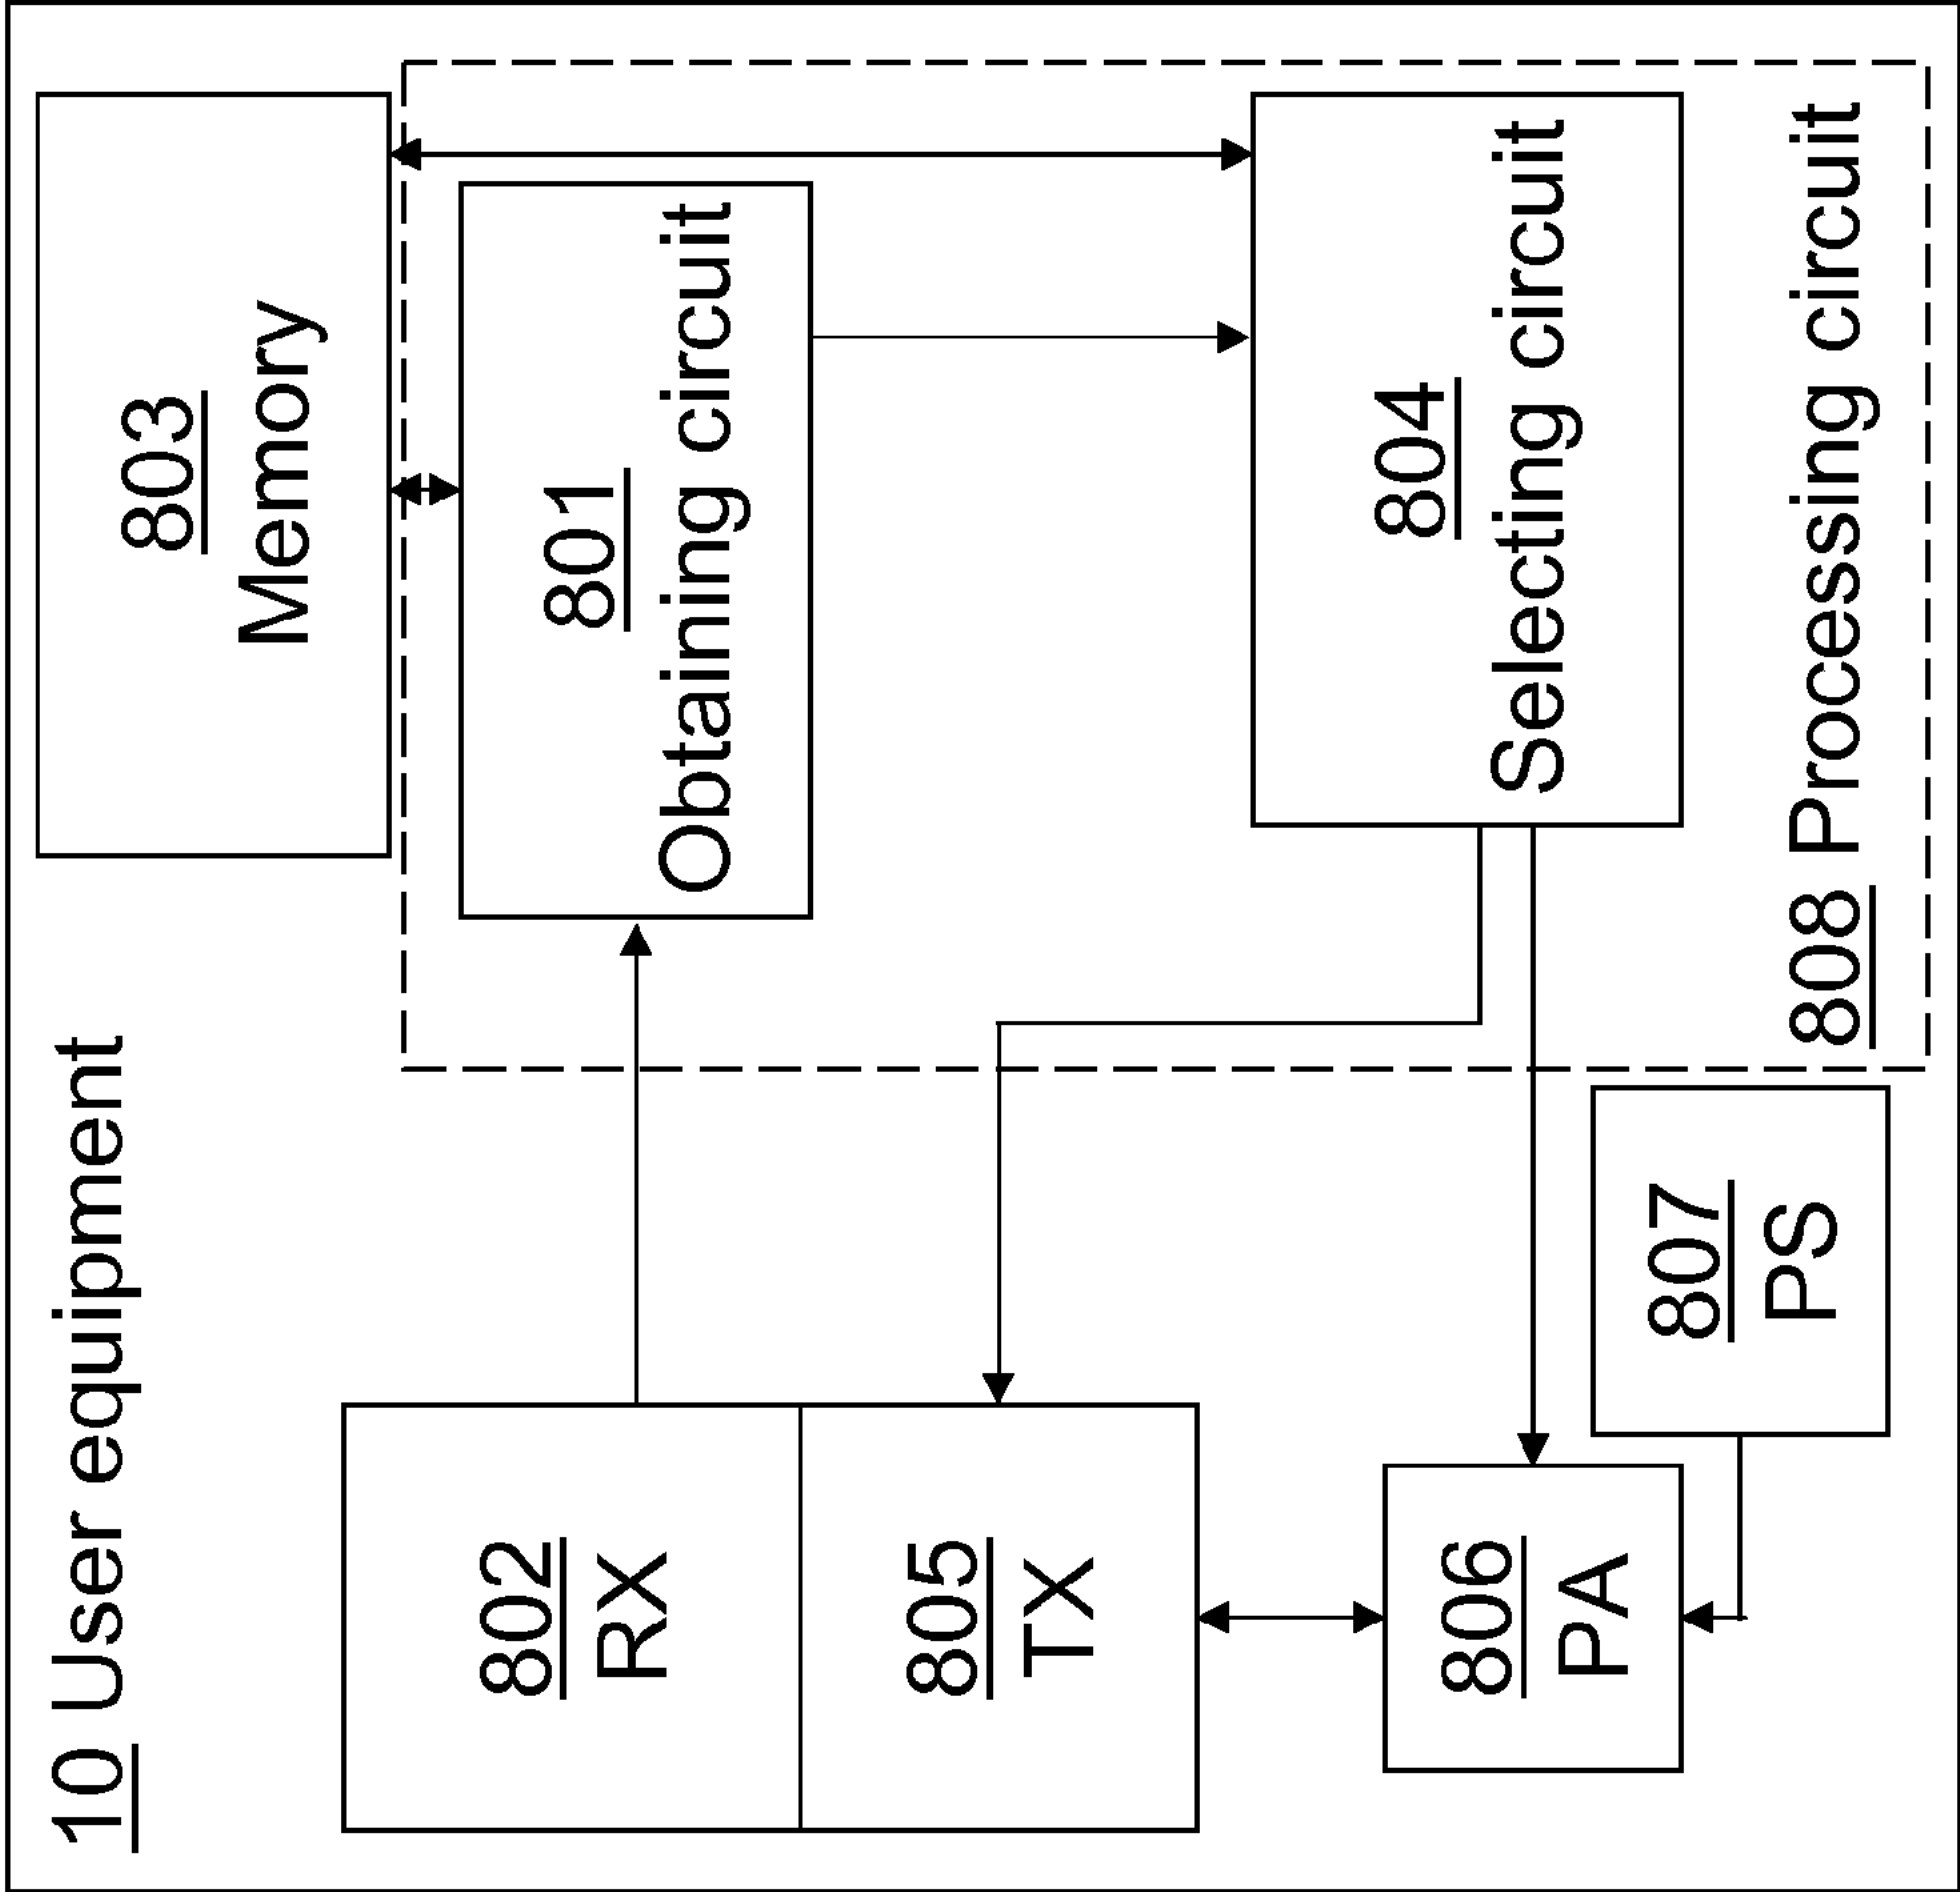 10 User equipment
803
Memory
802
RX
801
Obtaining circuit
805
TX
806
PA
804
Selecting circuit
807
PS
808 Processing circuit